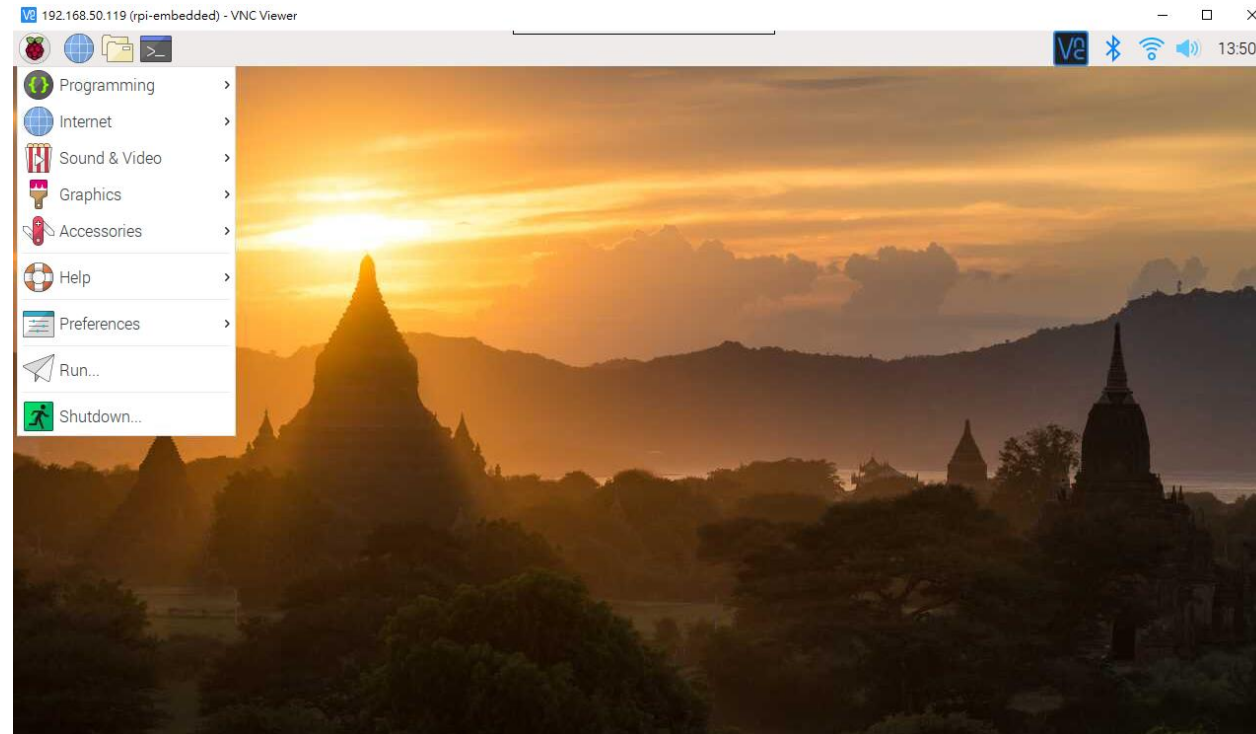 192.168.50.119 (rpi-embedded) - VNC Viewer
13:50
Programming
Internet
Sound & Video
Graphics
Accessories
Help
Preferences
Run...
Shutdown...